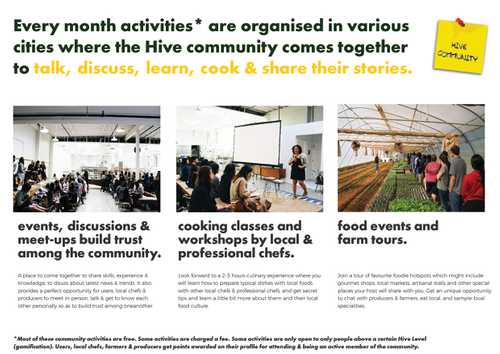 Every month activities* are organised in various
cities where the Hive community comes together
to talk, discuss, learn, cook & share their stories.
HIVE
COMMUNITY
events, discussions &
meet-ups build trust
among the community.
A place to come together to share skills, experience &
knowledge, to disuss about latest news & trends. It also
provides a perfect opportunity for users, local chefs &
producers to meet in person, talk & get to know each
other personally so as to build trust among oneanother.
cooking classes and
workshops by local &
professional chefs.
Look forward to a 2-3 hours culinary experience where you
will learn how to prepare typical dishes with local foods
with other local chefs & professional chefs, and get secret
tips and learn a little bit more about them and their local
food culture.
food events and
farm tours.
Join a tour of favourite foodie hotspots which might include
gourmet shops, local markets, artisanal stalls and other special
places your host will share with you. Get an unique opportunity
to chat with producers & farmers, eat local, and sample local
specialties.
*Most of these community activities are free. Some activities are charged a fee. Some activities are only open to only people above a certain Hive Level
(gamification). Users, local chefs, farmers & producers get points awarded on their profile for attending & being an active member of the community.